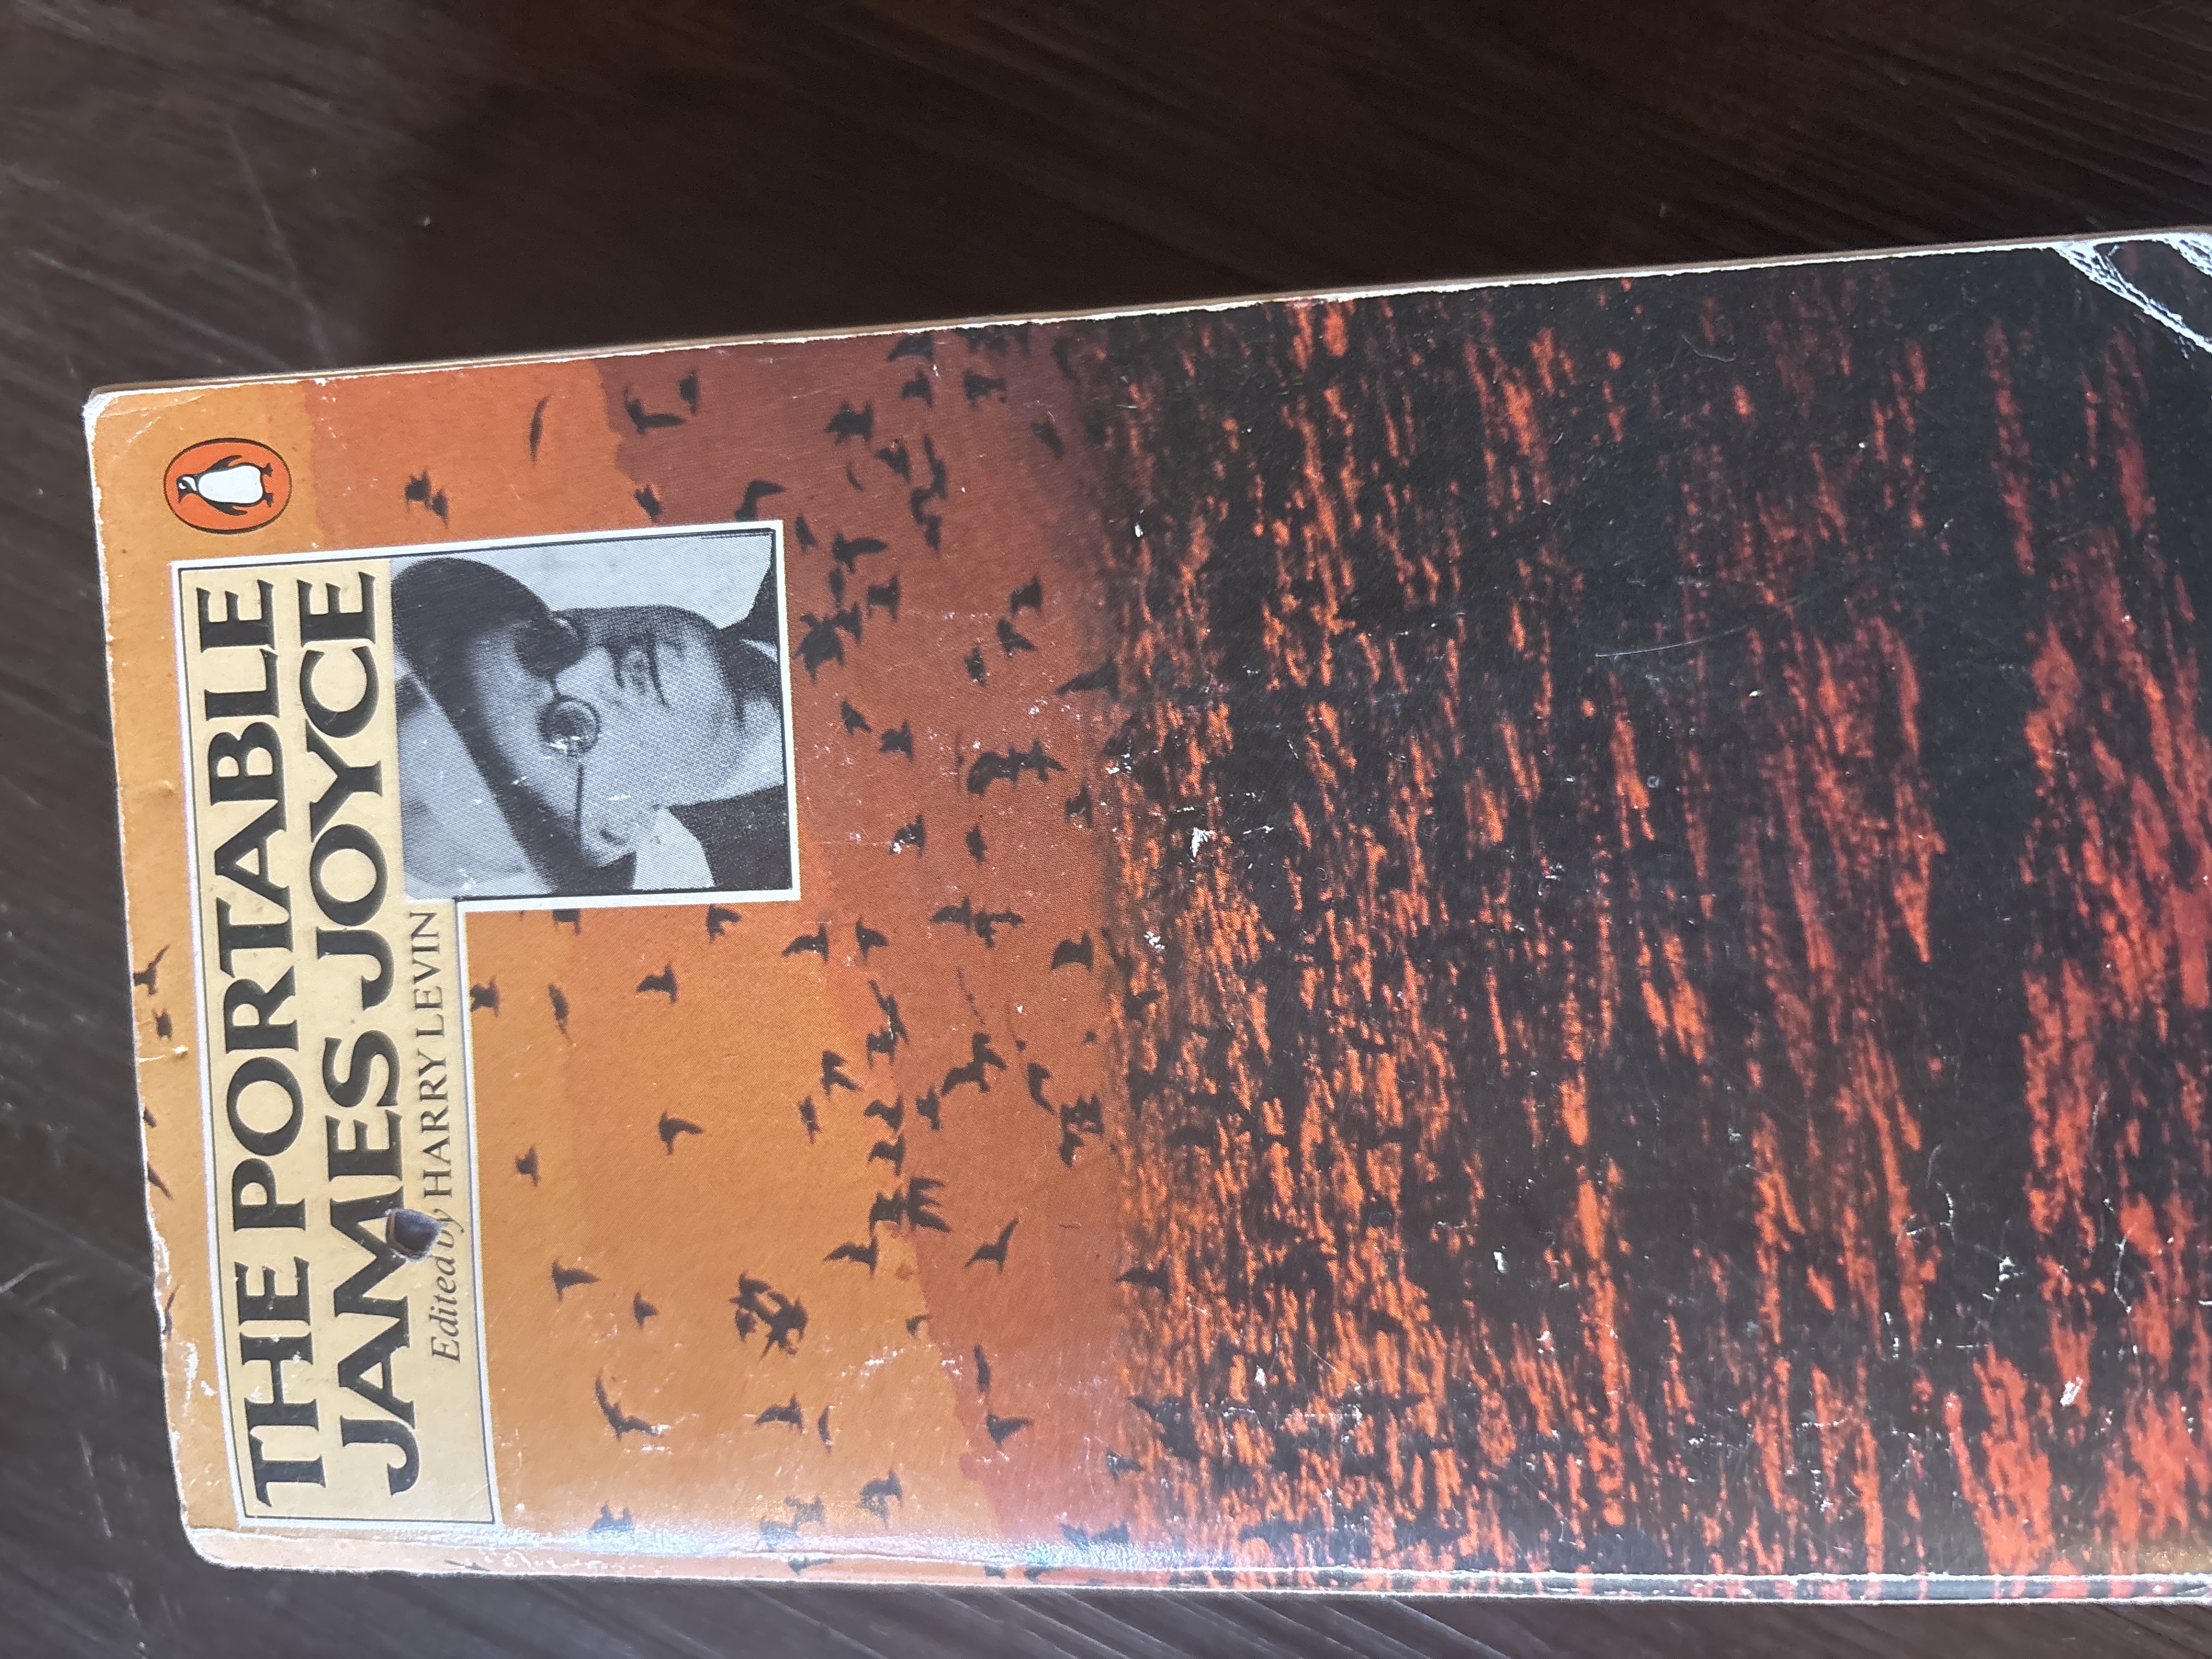 THE PORTABLE
JAMES JOYCE
Edited by HARRY LEVIN